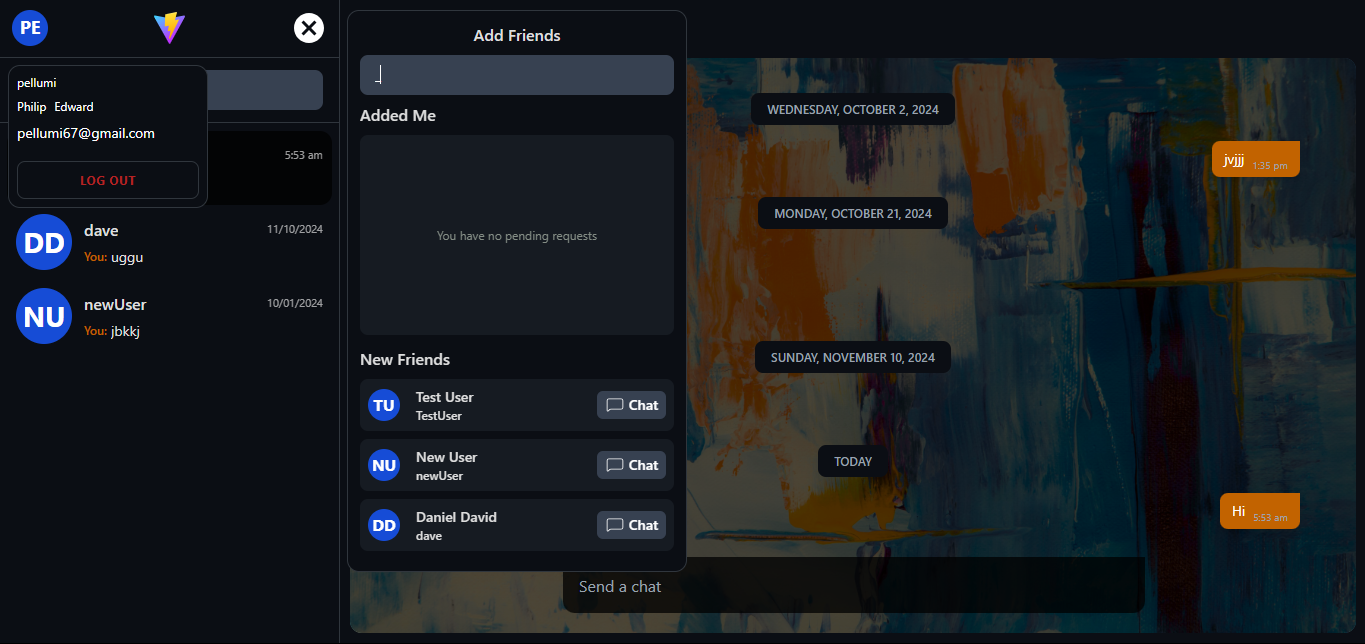 PE
pellumi
Philip Edward
pellumi67@gmail.com
LOG OUT
5:53 am
DD
dave
11/10/2024
You: uggu
NU
newUser
10/01/2024
You: jbkkj
Add Friends
Added Me
You have no pending requests
New Friends
TU
Test User
TestUser
Chat
NU
New User
newUser
Chat
DD
Daniel David
dave
Chat
WEDNESDAY, OCTOBER 2, 2024
jvjjj 1:35 pm
MONDAY, OCTOBER 21, 2024
SUNDAY, NOVEMBER 10, 2024
TODAY
Hi 5:53 am
Send a chat